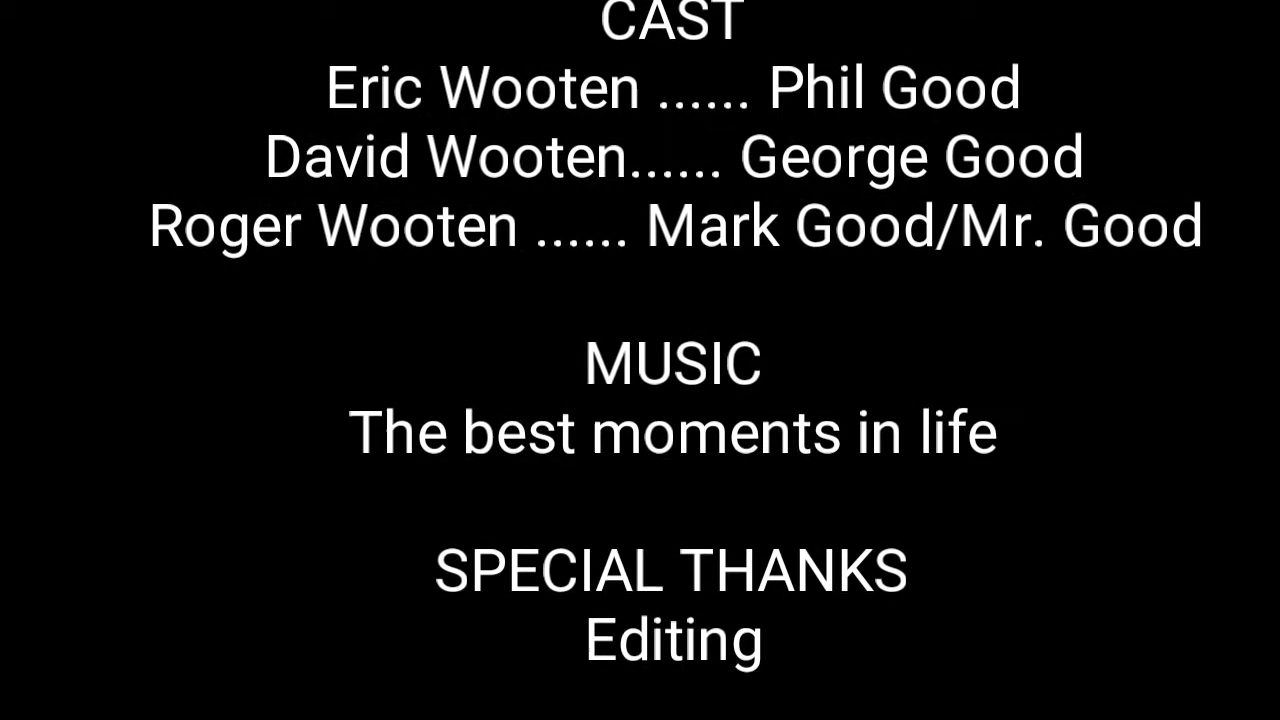 CAST
Eric Wooten ...... Phil Good
David Wooten...... George Good
Roger Wooten ...... Mark Good/Mr. Good
MUSIC
The best moments in life
SPECIAL THANKS
Editing